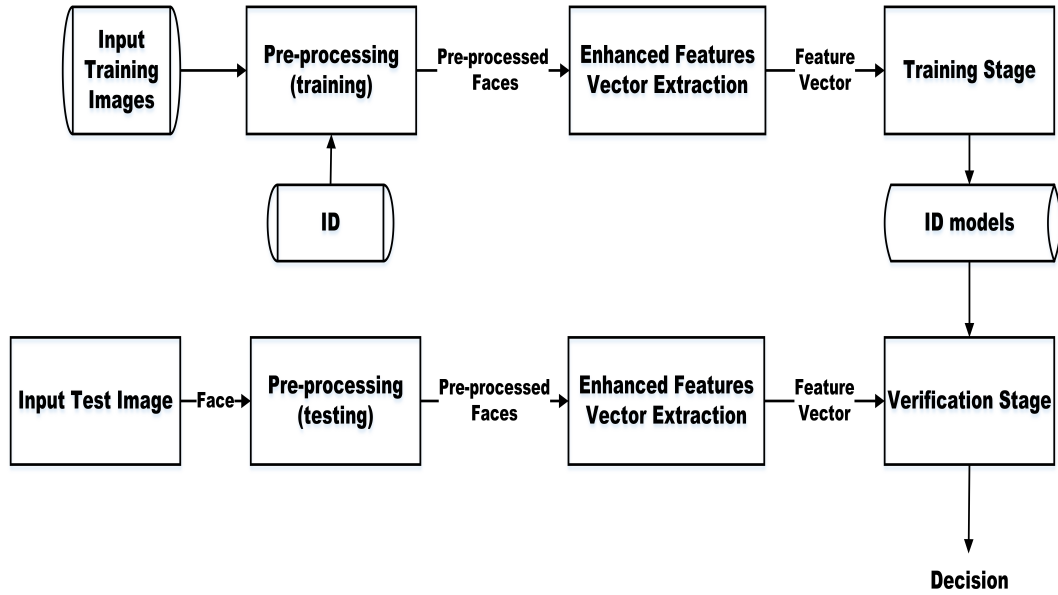 Input
Training
Images
Pre-processing
(training)
Pre-processed
Faces
Enhanced Features
Vector Extraction
Feature
Vector
Training Stage
ID
ID models
Input Test Image
Face
Pre-processing
(testing)
Pre-processed
Faces
Enhanced Features
Vector Extraction
Feature
Vector
Verification Stage
Decision